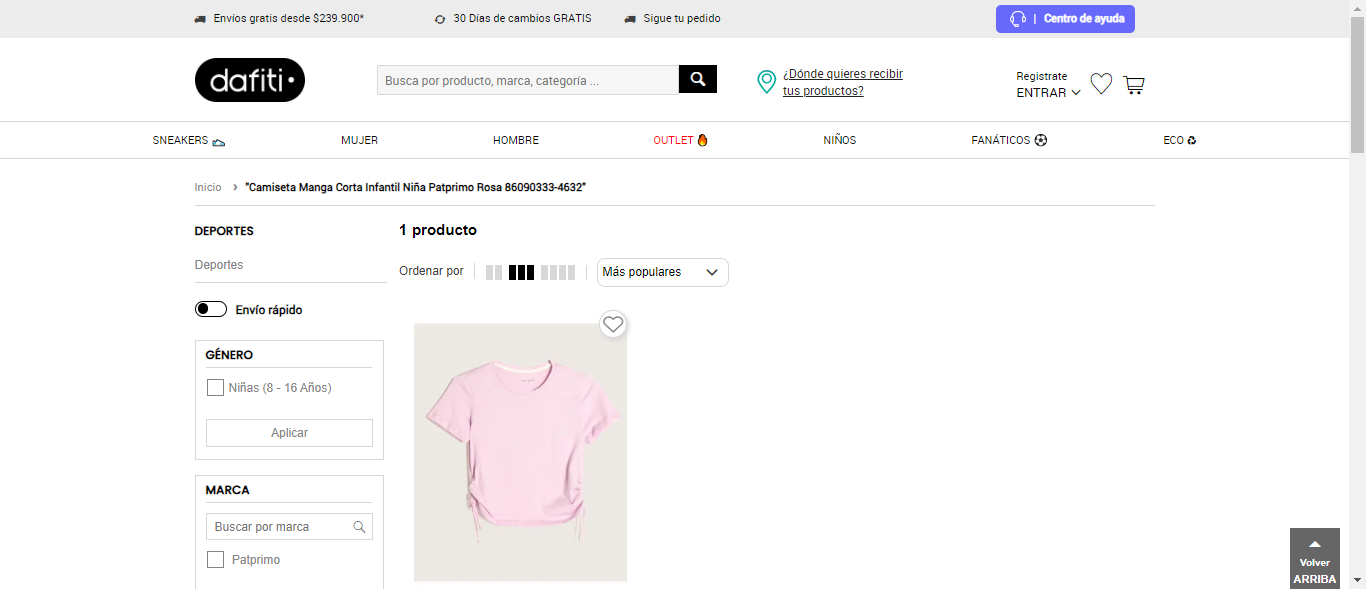 Envíos gratis desde $239.900*
30 Días de cambios GRATIS
Sigue tu pedido
| Centro de ayuda
dafiti
Busca por producto, marca, categoría ...
¿Dónde quieres recibir
tus productos?
Registrate
ENTRAR
SNEAKERS
MUJER
HOMBRE
OUTLET
NIÑOS
FANÁTICOS
ECO
Inicio › "Camiseta Manga Corta Infantil Niña Patprimo Rosa 86090333-4632"
DEPORTES
Deportes
Envío rápido
GÉNERO
Niñas (8 - 16 Años)
Aplicar
MARCA
Buscar por marca
Patprimo
1 producto
Ordenar por
Más populares
Volver
ARRIBA